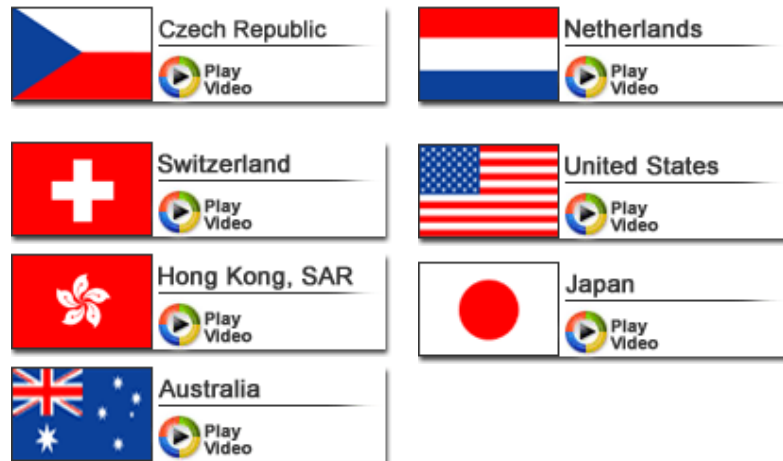 Czech Republic
Play
Video
Netherlands
Play
Video
Switzerland
Play
Video
United States
Play
Video
Hong Kong, SAR
Play
Video
Japan
Play
Video
Australia
Play
Video